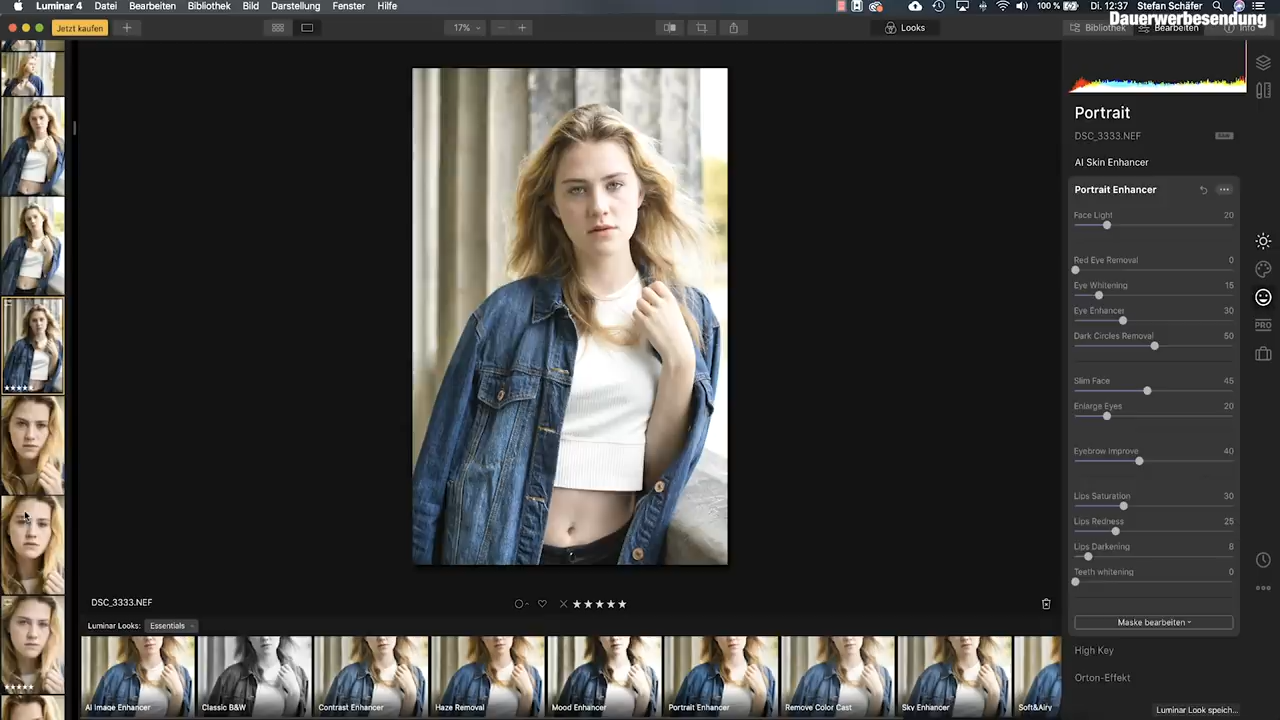 Luminar 4 Datei Bearbeiten Bibliothek Bild Darstellung Fenster Hilfe
100 % Di. 12:37 Stefan Schäfer
Dauerwerbesendung
Jetzt kaufen
17%
Looks
Bibliothek Bearbeiten Info
Portrait
DSC_3333.NEF
RAW
AI Skin Enhancer
Portrait Enhancer
Face Light 20
Red Eye Removal 0
Eye Whitening 15
Eye Enhancer 30
Dark Circles Removal 50
Slim Face 45
Enlarge Eyes 20
Eyebrow Improve 40
Lips Saturation 30
Lips Redness 25
Lips Darkening 8
Teeth whitening 0
Maske bearbeiten
High Key
Orton-Effekt
PRO
DSC_3333.NEF
Luminar Looks: Essentials
AI Image Enhancer
Classic B&W
Contrast Enhancer
Haze Removal
Mood Enhancer
Portrait Enhancer
Remove Color Cast
Sky Enhancer
Soft&Airy
Luminar Look speich...